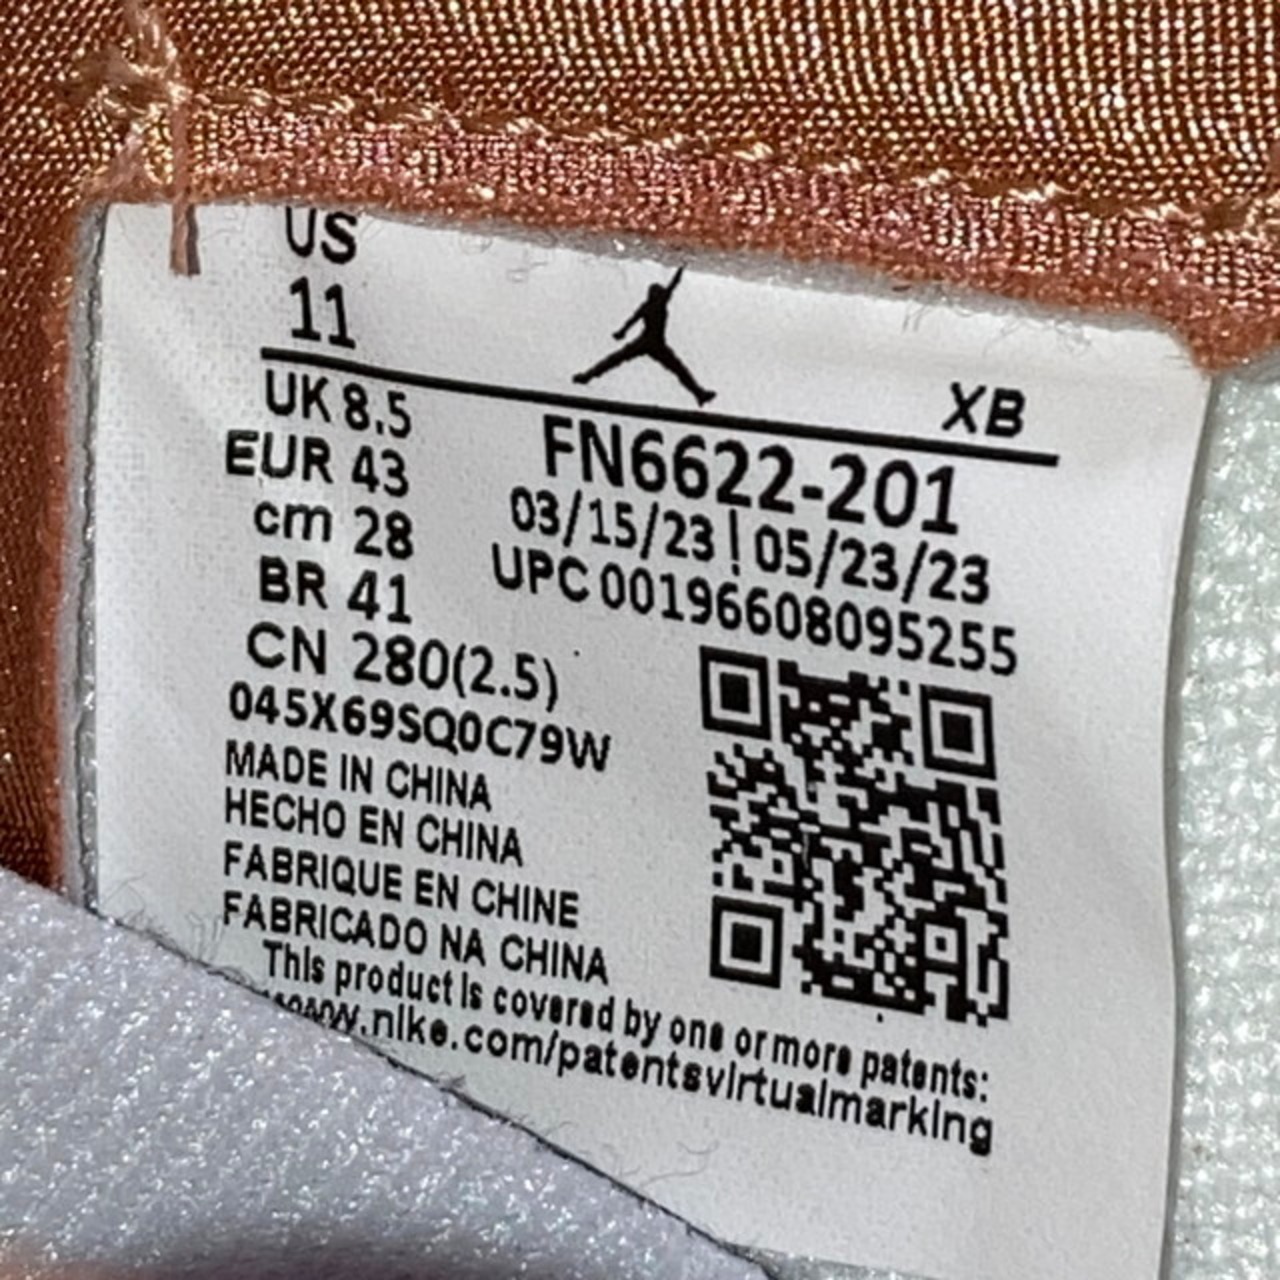 US
11
XB
UK 8.5
FN6622-201
EUR 43
03/15/23 | 05/23/23
cm 28
UPC 00196608095255
BR 41
CN 280(2.5)
045X69SQ0C79W
MADE IN CHINA
HECHO EN CHINA
FABRIQUE EN CHINE
FABRICADO NA CHINA
This product is covered by one or more patents:
www.nike.com/patentsvirtualmarking